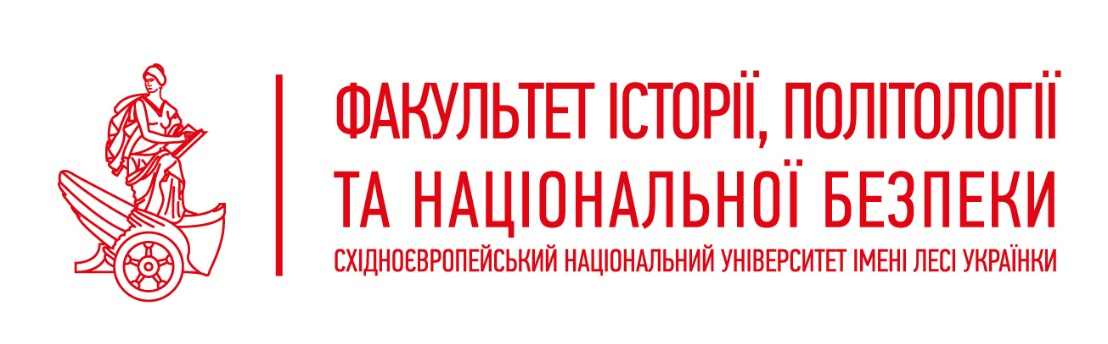 ФАКУЛЬТЕТ ІСТОРІЇ, ПОЛІТОЛОГІЇ
ТА НАЦІОНАЛЬНОЇ БЕЗПЕКИ
СХІДНОЄВРОПЕЙСЬКИЙ НАЦІОНАЛЬНИЙ УНІВЕРСИТЕТ ІМЕНІ ЛЕСІ УКРАЇНКИ